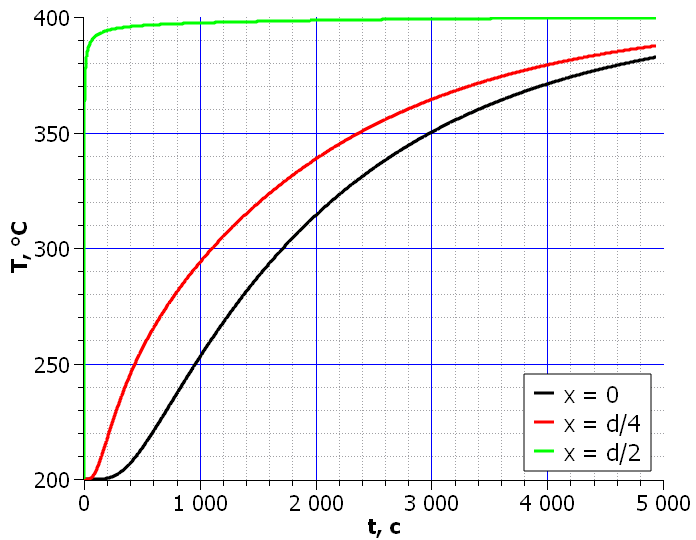 400
350
300
250
200
T, °C
0
1 000
2 000
3 000
4 000
5 000
t, c
x = 0
x = d/4
x = d/2